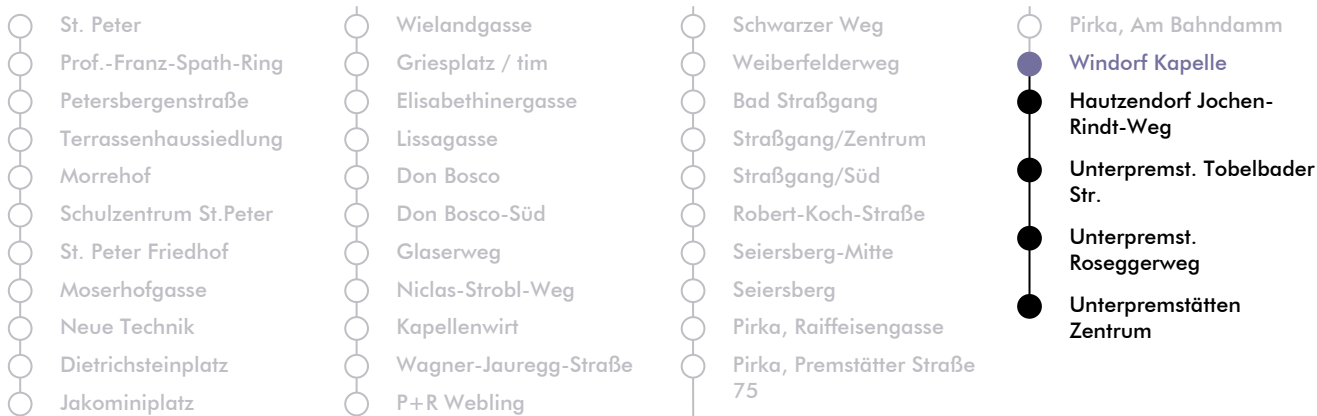 St. Peter
Prof.-Franz-Spath-Ring
Petersbergenstraße
Terrassenhaussiedlung
Morrehof
Schulzentrum St.Peter
St. Peter Friedhof
Moserhofgasse
Neue Technik
Dietrichsteinplatz
Jakominiplatz
Wielandgasse
Griesplatz / tim
Elisabethinergasse
Lissagasse
Don Bosco
Don Bosco-Süd
Glaserweg
Niclas-Strobl-Weg
Kapellenwirt
Wagner-Jauregg-Straße
P+R Webling
Schwarzer Weg
Weiberfelderweg
Bad Straßgang
Straßgang/Zentrum
Straßgang/Süd
Robert-Koch-Straße
Seiersberg-Mitte
Seiersberg
Pirka, Raiffeisengasse
Pirka, Premstätter Straße
75
Pirka, Am Bahndamm
Windorf Kapelle
Hautzendorf Jochen-
Rindt-Weg
Unterpremst. Tobelbader
Str.
Unterpremst.
Roseggerweg
Unterpremstätten
Zentrum